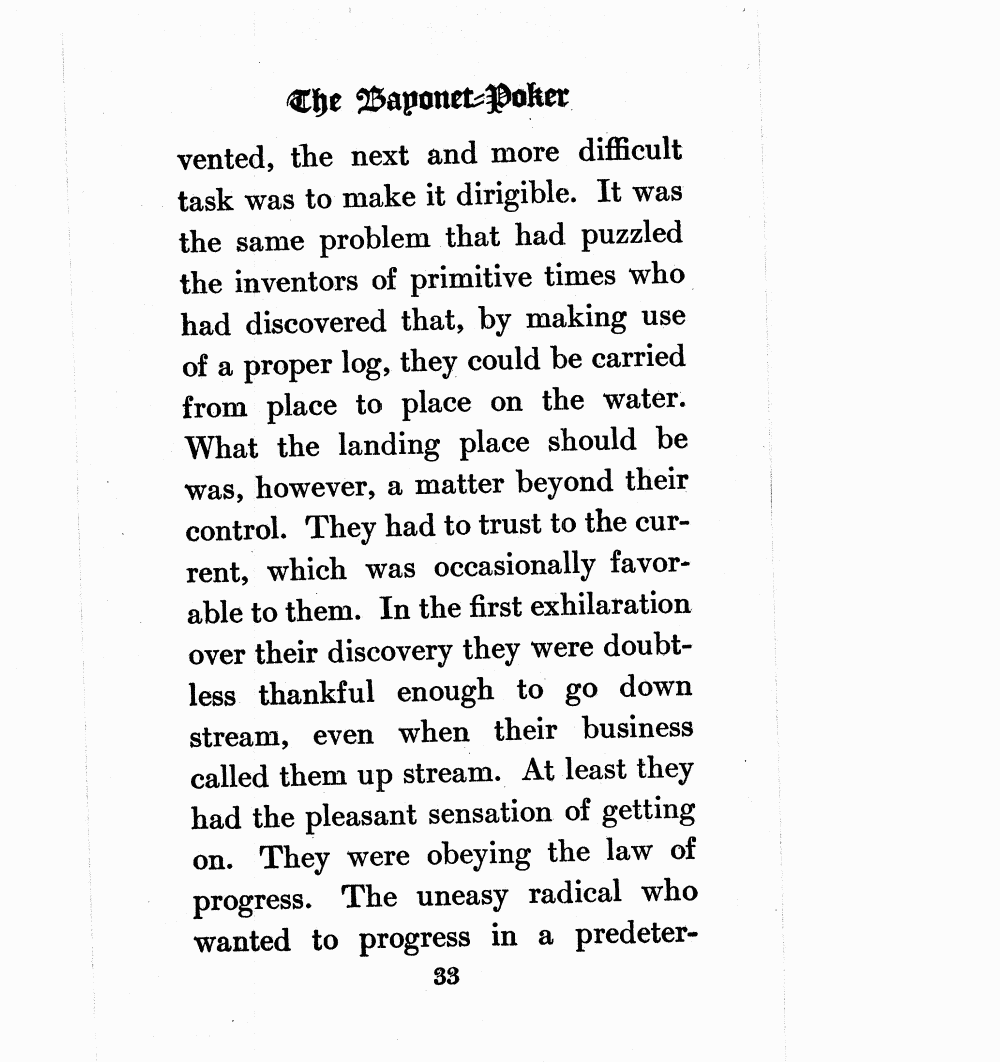 The Bayonet-Poker
vented, the next and more difficult
task was to make it dirigible. It was
the same problem that had puzzled
the inventors of primitive times who
had discovered that, by making use
of a proper log, they could be carried
from place to place on the water.
What the landing place should be
was, however, a matter beyond their
control. They had to trust to the cur-
rent, which was occasionally favor-
able to them. In the first exhilaration
over their discovery they were doubt-
less thankful enough to go down
stream, even when their business
called them up stream. At least they
had the pleasant sensation of getting
on. They were obeying the law of
progress. The uneasy radical who
wanted to progress in a predeter-
33